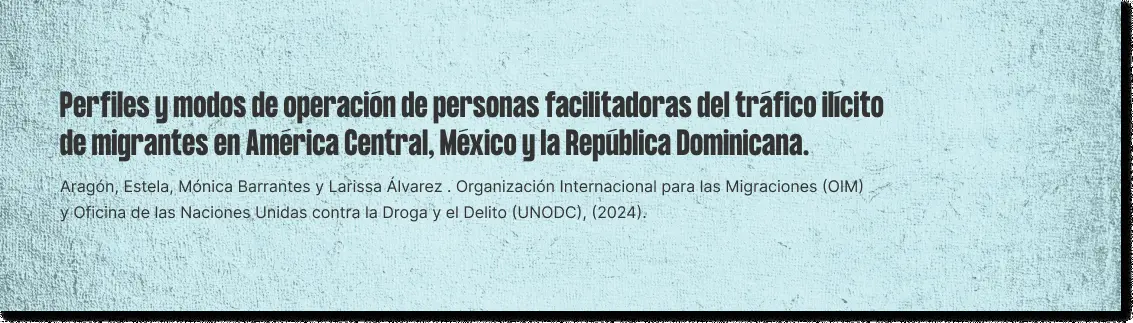 Perfiles y modos de operación de personas facilitadoras del tráfico ilícito
de migrantes en América Central, México y la República Dominicana.
Aragón, Estela, Mónica Barrantes y Larissa Álvarez . Organización Internacional para las Migraciones (OIM)
y Oficina de las Naciones Unidas contra la Droga y el Delito (UNODC), (2024).